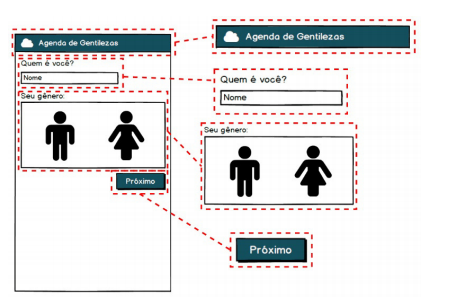 Agenda de Gentilezas
Quem é você?
Nome
Seu gênero:
Próximo
Agenda de Gentilezas
Quem é você?
Nome
Seu gênero:
Próximo